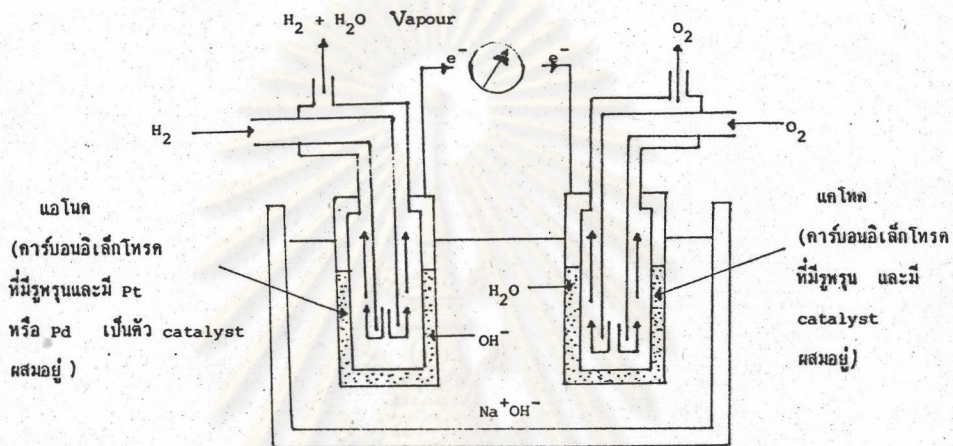 H₂ + H₂O Vapour
O₂
e⁻ e⁻
H₂
O₂
แอโนด
(คาร์บอนอิเล็กโทรด
ที่มีรูพรุนและมี Pt
หรือ Pd เป็นตัว catalyst
ผสมอยู่ )
แคโทด
(คาร์บอนอิเล็กโทรด
ที่มีรูพรุน และมี
catalyst
ผสมอยู่)
H₂O
OH⁻
Na⁺OH⁻